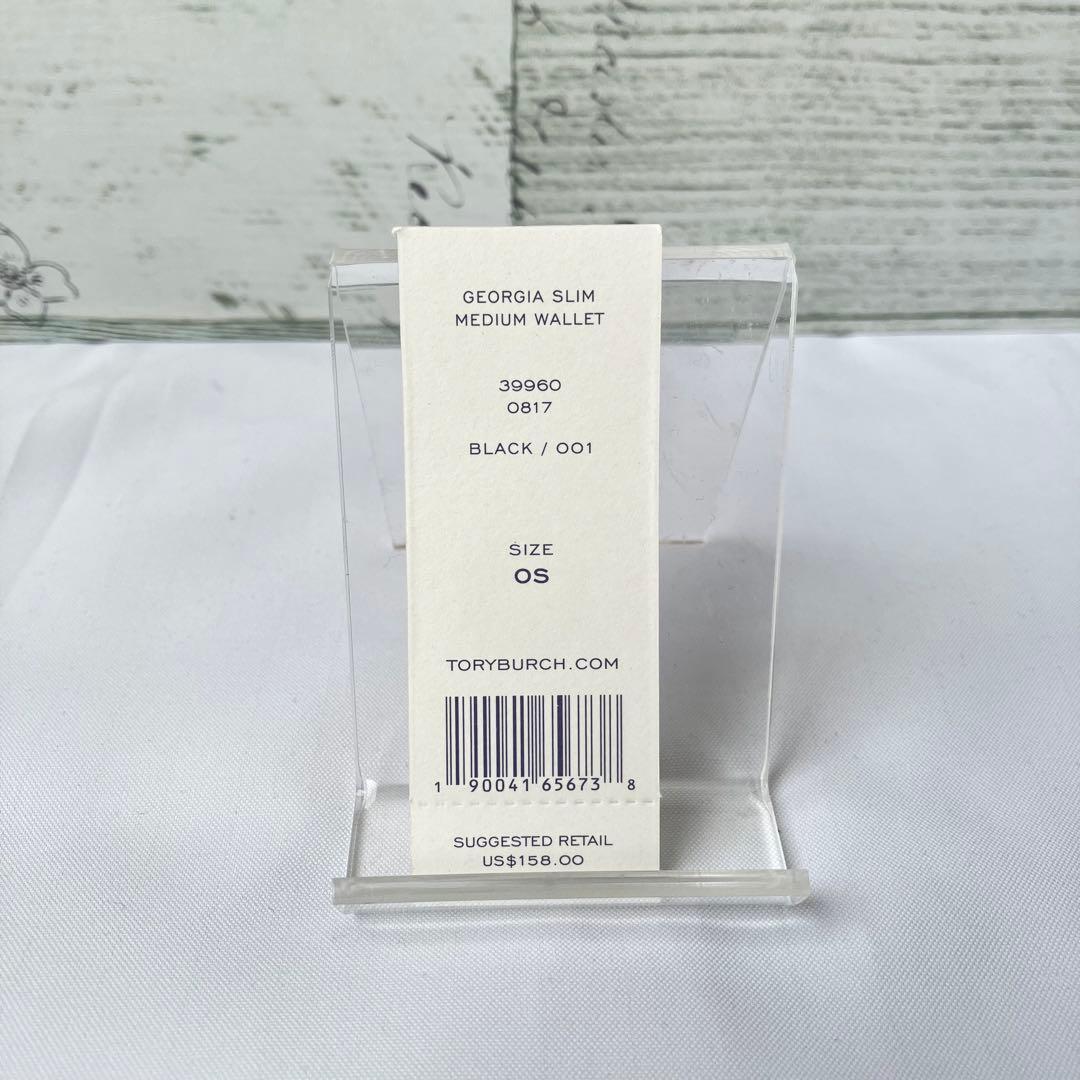 GEORGIA SLIM
MEDIUM WALLET
39960
0817
BLACK / 001
SIZE
OS
TORYBURCH.COM
1 90041 65673 8
SUGGESTED RETAIL
US$158.00